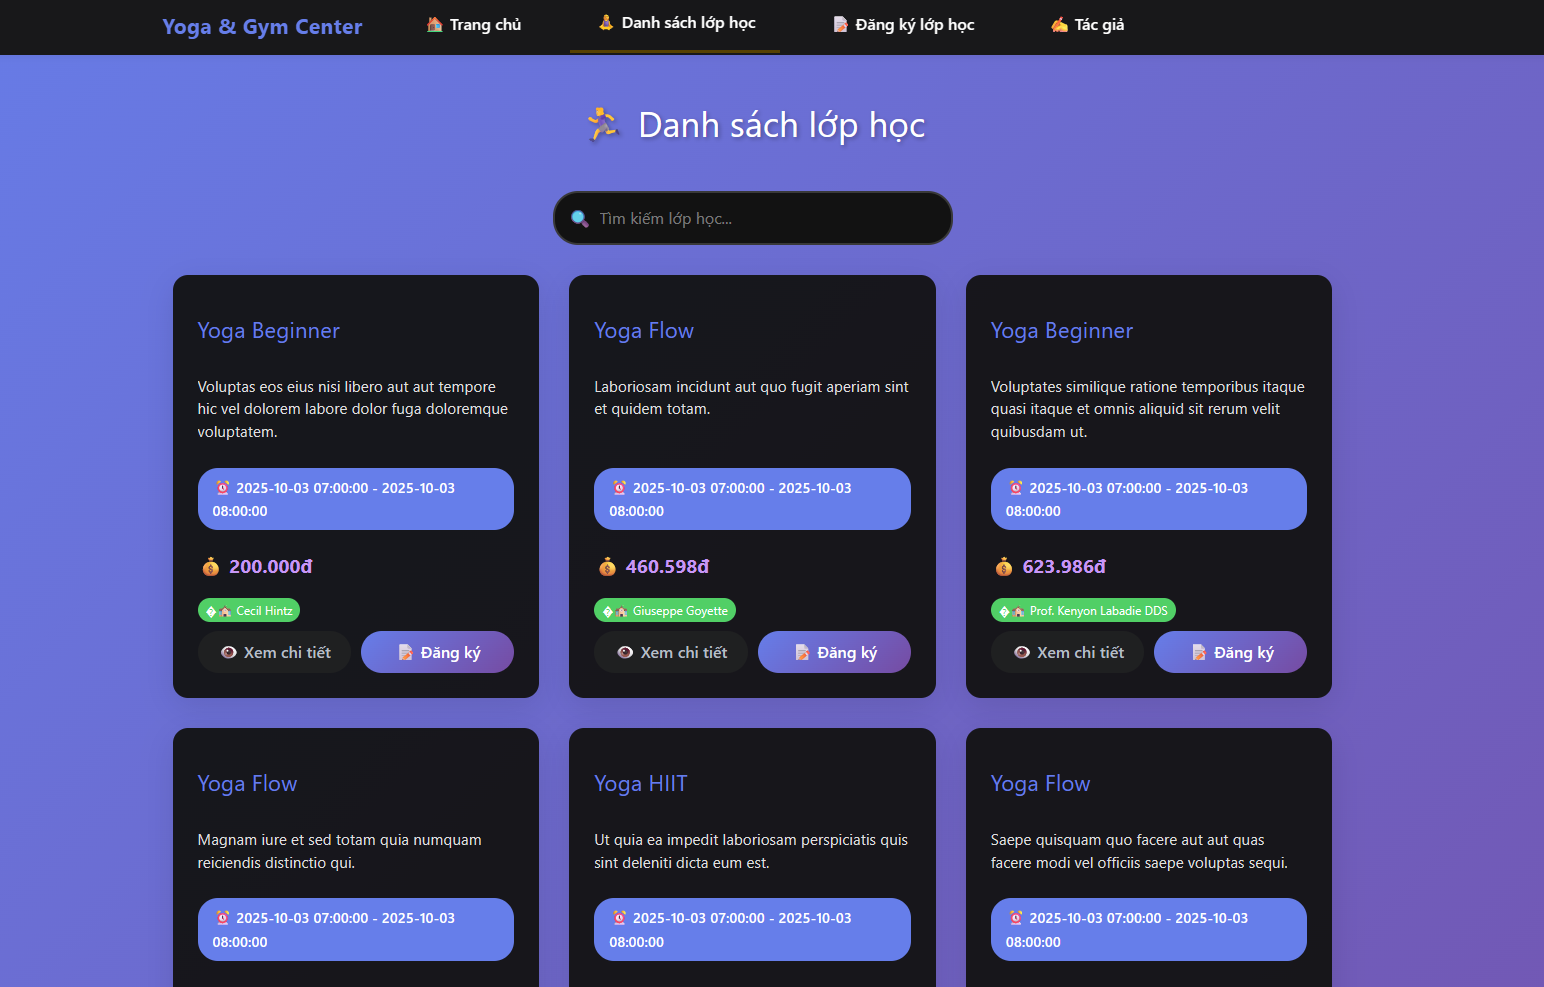 Yoga & Gym Center
🏠 Trang chủ
🧘 Danh sách lớp học
📝 Đăng ký lớp học
✍️ Tác giả
🏃 Danh sách lớp học
🔍 Tìm kiếm lớp học...
Yoga Beginner
Voluptas eos eius nisi libero aut aut tempore
hic vel dolorem labore dolor fuga doloremque
voluptatem.
⏰ 2025-10-03 07:00:00 - 2025-10-03
08:00:00
💰 200.000đ
�🏠 Cecil Hintz
👁️ Xem chi tiết
📝 Đăng ký
Yoga Flow
Laboriosam incidunt aut quo fugit aperiam sint
et quidem totam.
⏰ 2025-10-03 07:00:00 - 2025-10-03
08:00:00
💰 460.598đ
�🏠 Giuseppe Goyette
👁️ Xem chi tiết
📝 Đăng ký
Yoga Beginner
Voluptates similique ratione temporibus itaque
quasi itaque et omnis aliquid sit rerum velit
quibusdam ut.
⏰ 2025-10-03 07:00:00 - 2025-10-03
08:00:00
💰 623.986đ
�🏠 Prof. Kenyon Labadie DDS
👁️ Xem chi tiết
📝 Đăng ký
Yoga Flow
Magnam iure et sed totam quia numquam
reiciendis distinctio qui.
⏰ 2025-10-03 07:00:00 - 2025-10-03
08:00:00
Yoga HIIT
Ut quia ea impedit laboriosam perspiciatis quis
sint deleniti dicta eum est.
⏰ 2025-10-03 07:00:00 - 2025-10-03
08:00:00
Yoga Flow
Saepe quisquam quo facere aut aut quas
facere modi vel officiis saepe voluptas sequi.
⏰ 2025-10-03 07:00:00 - 2025-10-03
08:00:00